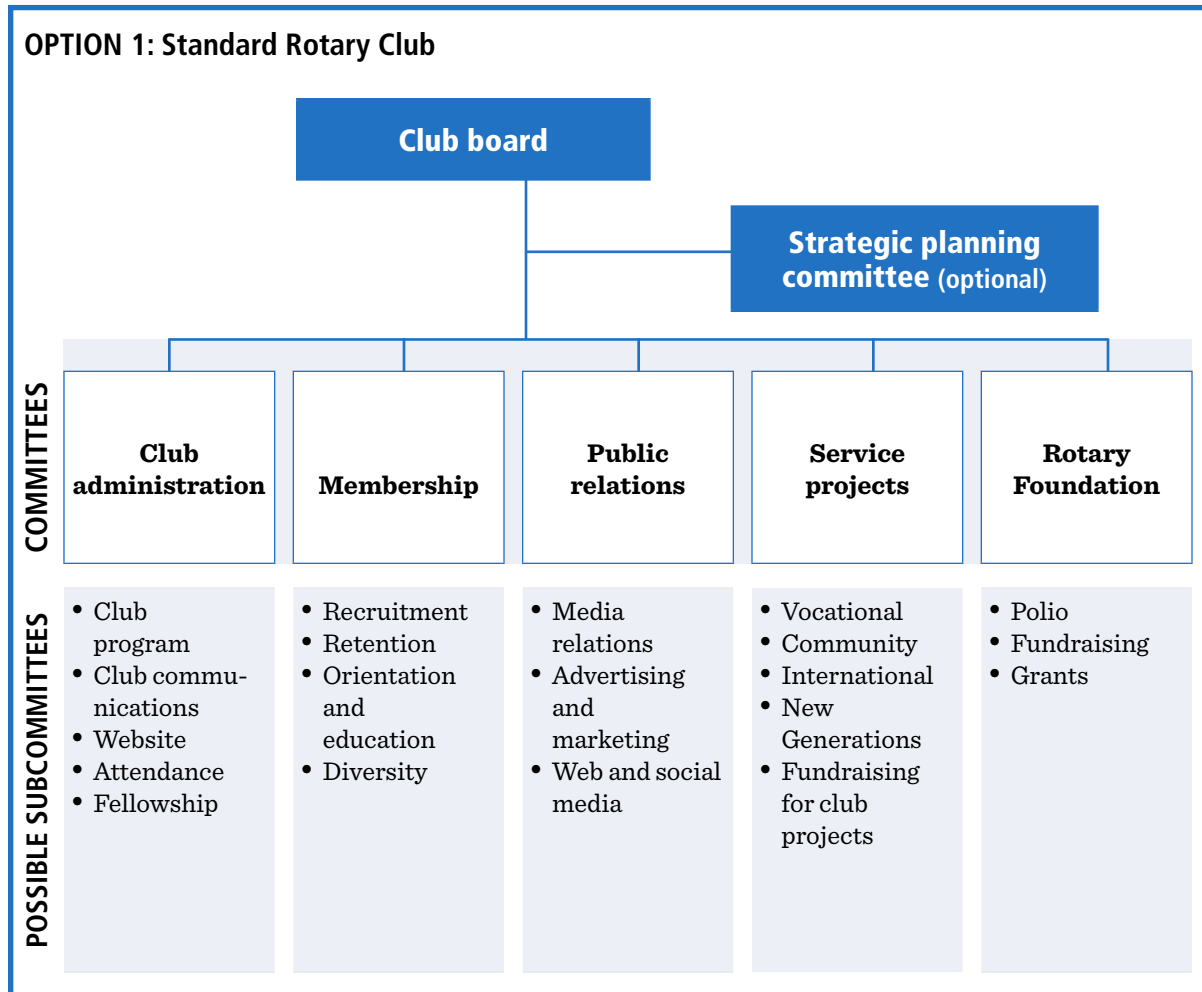 OPTION 1: Standard Rotary Club
Club board
Strategic planning
committee (optional)
COMMITTEES
Club
administration
Membership
Public
relations
Service
projects
Rotary
Foundation
POSSIBLE SUBCOMMITTEES
• Club
program
• Club commu-
nications
• Website
• Attendance
• Fellowship
• Recruitment
• Retention
• Orientation
and
education
• Diversity
• Media
relations
• Advertising
and
marketing
• Web and social
media
• Vocational
• Community
• International
• New
Generations
• Fundraising
for club
projects
• Polio
• Fundraising
• Grants